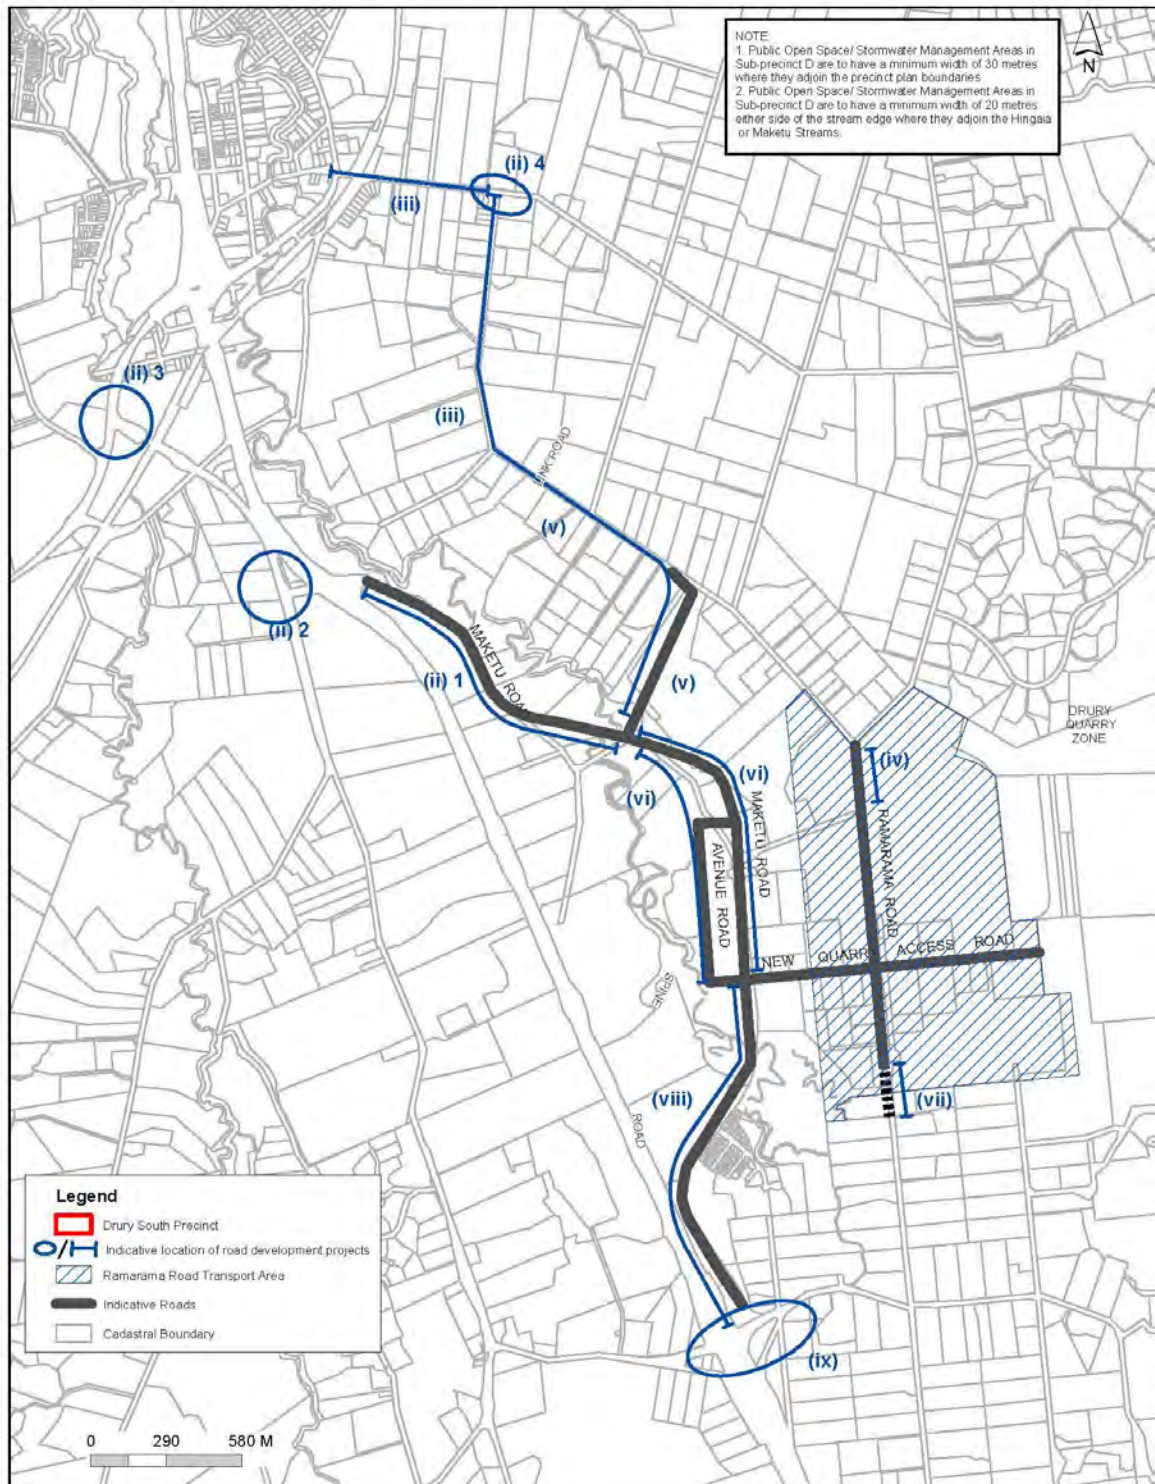 NOTE:
1. Public Open Space/ Stormwater Management Areas in
Sub-precinct D are to have a minimum width of 30 metres
where they adjoin the precinct plan boundaries
2. Public Open Space/ Stormwater Management Areas in
Sub-precinct D are to have a minimum width of 20 metres
either side of the stream edge where they adjoin the Hingaia
or Maketu Streams.
N
(ii) 4
(iii)
(ii) 3
(iii)
LINK ROAD
(v)
(ii) 2
MAKETU ROAD
(ii) 1
(v)
DRURY
QUARRY
ZONE
(iv)
(vi)
(vi)
MAKETU ROAD
AVENUE ROAD
RAMARAMA ROAD
NEW QUARRY ACCESS ROAD
SPINE
ROAD
(viii)
(vii)
(ix)
Legend
Drury South Precinct
/
Indicative location of road development projects
Ramarama Road Transport Area
Indicative Roads
Cadastral Boundary
0 290 580 M